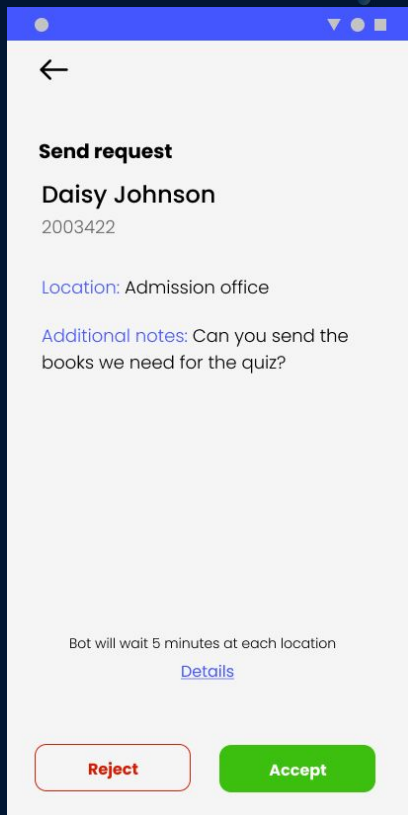 Send request
Daisy Johnson
2003422
Location: Admission office
Additional notes: Can you send the
books we need for the quiz?
Bot will wait 5 minutes at each location
Details
Reject
Accept